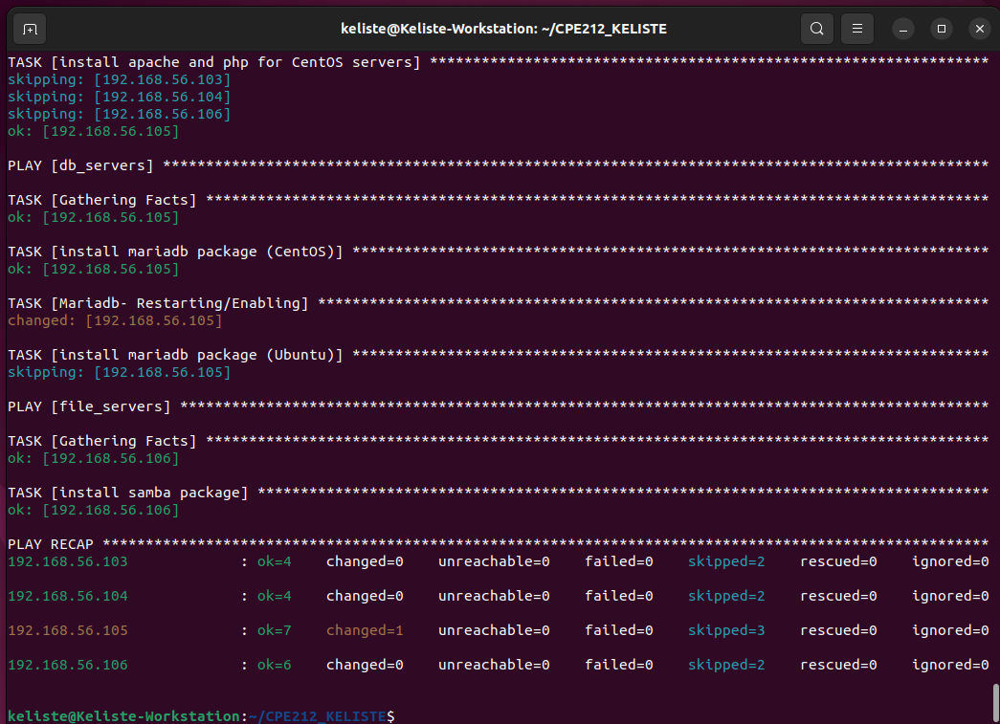 keliste@Keliste-Workstation: ~/CPE212_KELISTE
TASK [install apache and php for CentOS servers] *****************************************************************
skipping: [192.168.56.103]
skipping: [192.168.56.104]
skipping: [192.168.56.106]
ok: [192.168.56.105]
PLAY [db_servers] ************************************************************************************************
TASK [Gathering Facts] *******************************************************************************************
ok: [192.168.56.105]
TASK [install mariadb package (CentOS)] **************************************************************************
ok: [192.168.56.105]
TASK [Mariadb- Restarting/Enabling] ******************************************************************************
changed: [192.168.56.105]
TASK [install mariadb package (Ubuntu)] **************************************************************************
skipping: [192.168.56.105]
PLAY [file_servers] **********************************************************************************************
TASK [Gathering Facts] *******************************************************************************************
ok: [192.168.56.106]
TASK [install samba package] *************************************************************************************
ok: [192.168.56.106]
PLAY RECAP *******************************************************************************************************
192.168.56.103             : ok=4    changed=0    unreachable=0    failed=0    skipped=2    rescued=0    ignored=0
192.168.56.104             : ok=4    changed=0    unreachable=0    failed=0    skipped=2    rescued=0    ignored=0
192.168.56.105             : ok=7    changed=1    unreachable=0    failed=0    skipped=3    rescued=0    ignored=0
192.168.56.106             : ok=6    changed=0    unreachable=0    failed=0    skipped=2    rescued=0    ignored=0
keliste@Keliste-Workstation:~/CPE212_KELISTE$